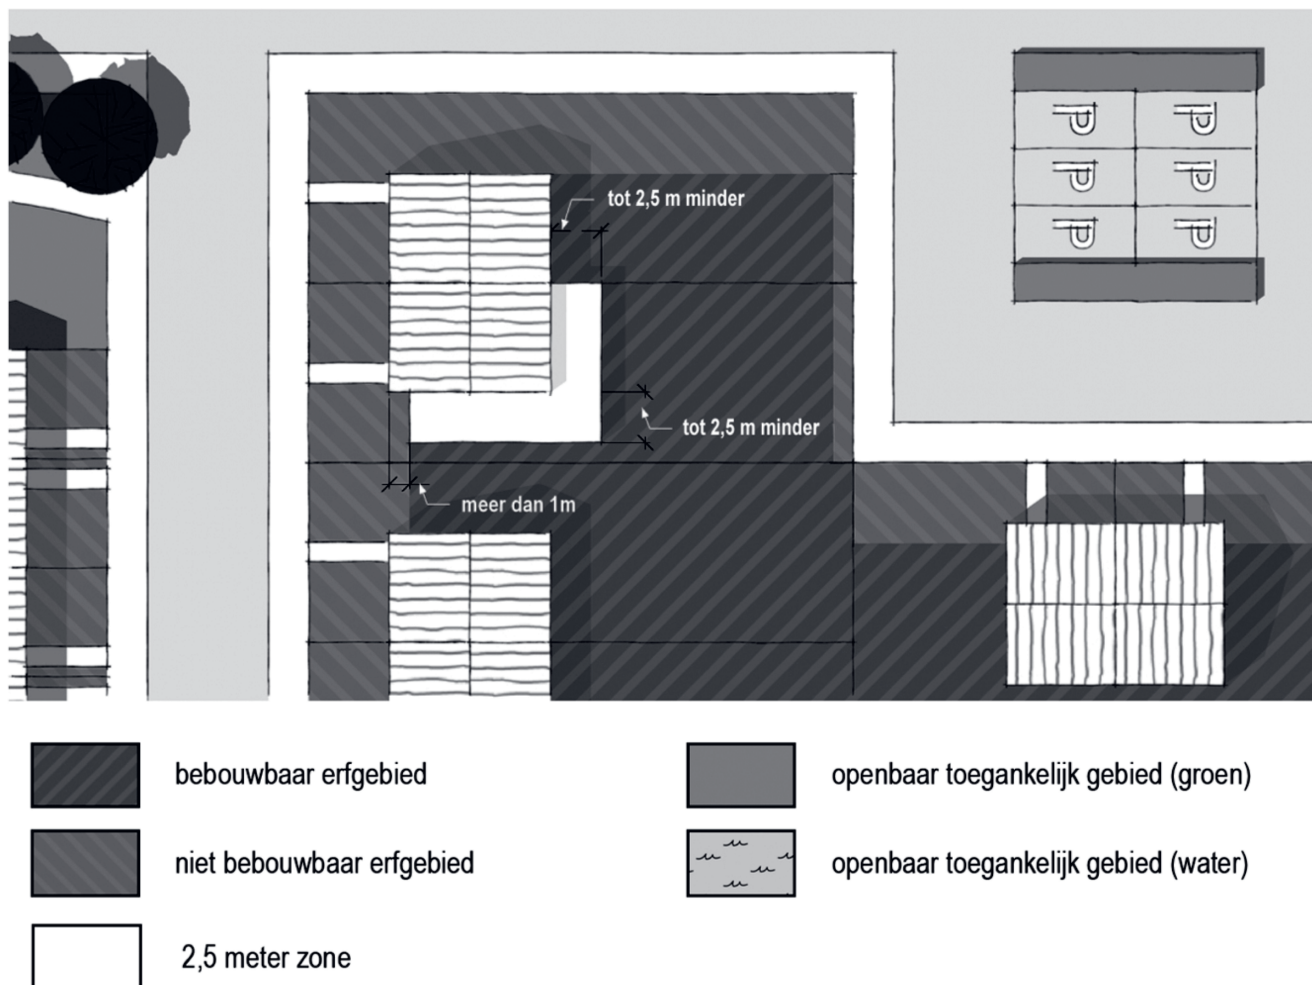 P P
P P
P P
tot 2,5 m minder
tot 2,5 m minder
meer dan 1m
bebouwbaar erfgebied
niet bebouwbaar erfgebied
2,5 meter zone
openbaar toegankelijk gebied (groen)
openbaar toegankelijk gebied (water)